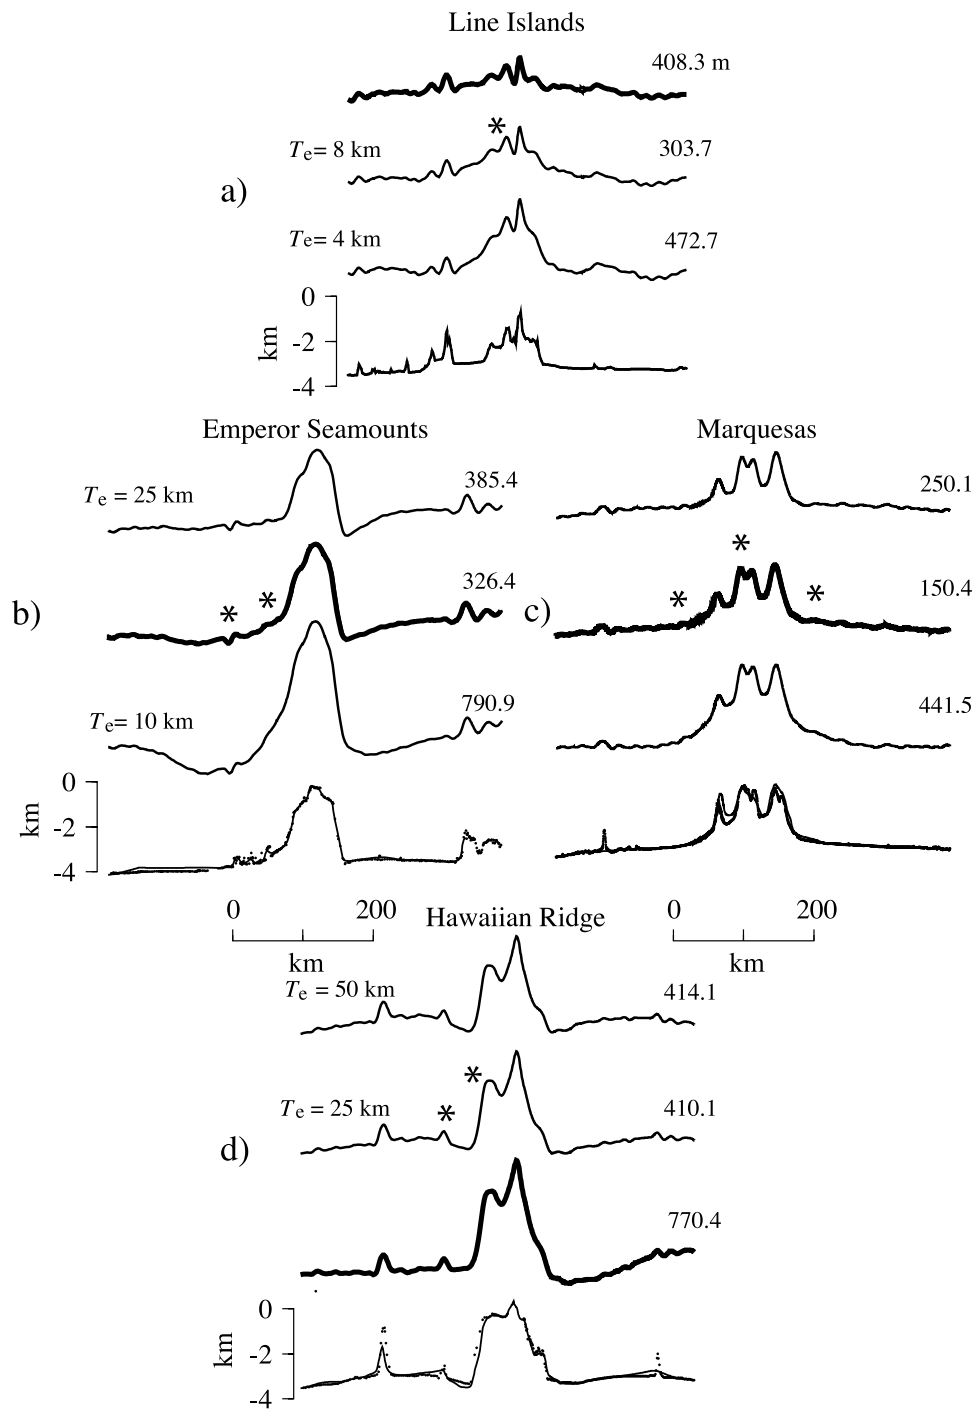 Line Islands
408.3 m
*
Te= 8 km
303.7
a)
Te= 4 km
472.7
0
-2
-4
km
Emperor Seamounts
Marquesas
Te = 25 km
385.4
250.1
*
326.4
150.4
b)
* *
c)
* *
Te= 10 km
790.9
441.5
0
-2
-4
km
0 200
km
Hawaiian Ridge
0 200
km
Te = 50 km
414.1
*
Te = 25 km
*
410.1
d)
770.4
0
-2
-4
km